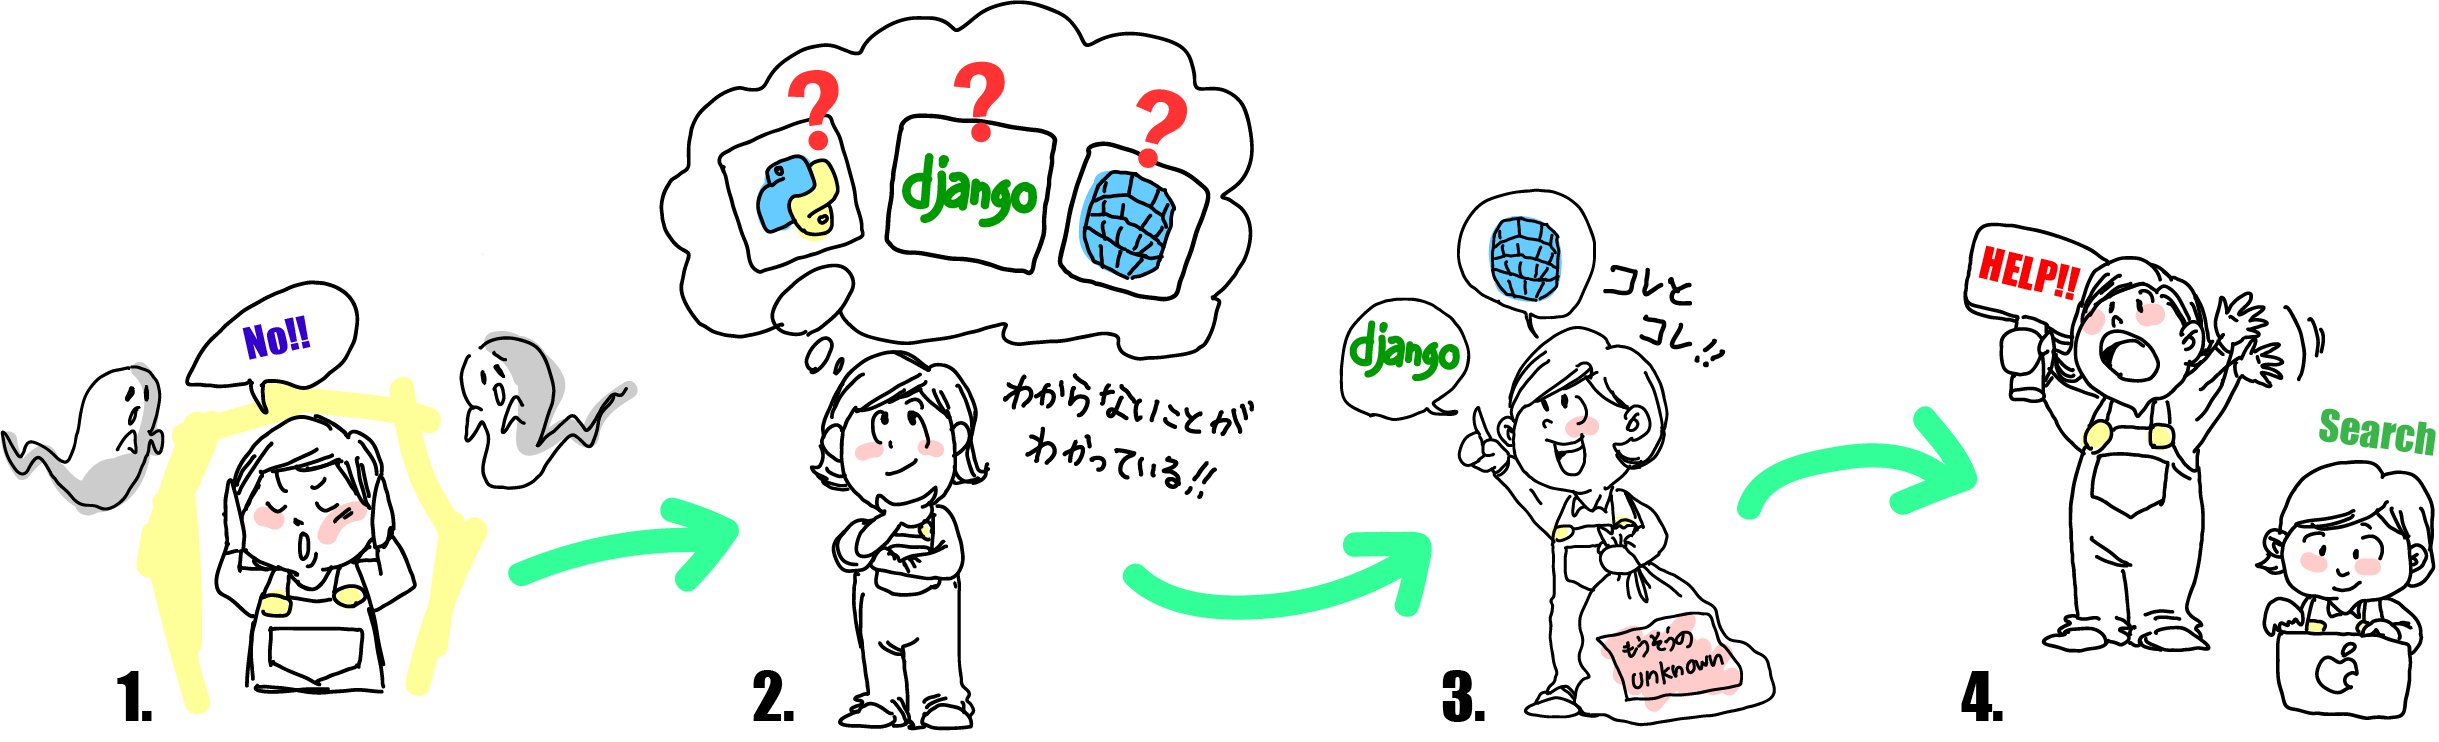 No!!
1.
?
?
?
django
わからないことが
わかっている!!
2.
django
コレと
コレ!!
もうそうの
unknown
3.
HELP!!
Search
4.